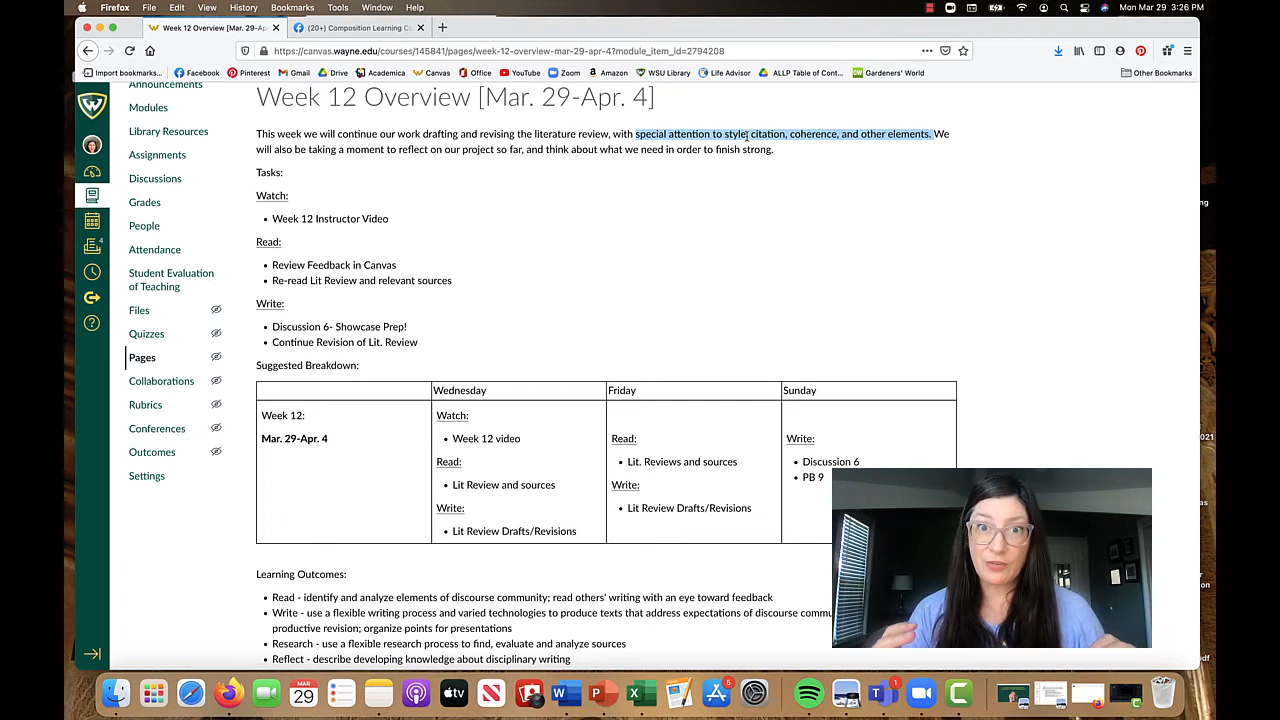 Firefox File Edit View History Bookmarks Tools Window Help Mon Mar 29 3:26 PM
Week 12 Overview [Mar. 29-Ap (20+) Composition Learning C
https://canvas.wayne.edu/courses/145841/pages/week-12-overview-mar-29-apr-4?module_item_id=2794208
Import bookmarks... Facebook Pinterest Gmail Drive Academica Canvas Office YouTube Zoom Amazon WSU Library Life Advisor ALLP Table of Cont... Gardeners' World Other Bookmarks
Announcements
Modules
Library Resources
Assignments
Discussions
Grades
People
Attendance
Student Evaluation
of Teaching
Files
Quizzes
Pages
Collaborations
Rubrics
Conferences
Outcomes
Settings
4
Week 12 Overview [Mar. 29-Apr. 4]
This week we will continue our work drafting and revising the literature review, with special attention to style, citation, coherence, and other elements. We
will also be taking a moment to reflect on our project so far, and think about what we need in order to finish strong.
Tasks:
Watch:
• Week 12 Instructor Video
Read:
• Review Feedback in Canvas
• Re-read Lit Review and relevant sources
Write:
• Discussion 6- Showcase Prep!
• Continue Revision of Lit. Review
Suggested Breakdown:
Wednesday Friday Sunday
Week 12:
Mar. 29-Apr. 4
Watch:
• Week 12 video
Read:
• Lit Review and sources
Write:
• Lit Review Drafts/Revisions
Read:
• Lit. Reviews and sources
Write:
• Lit Review Drafts/Revisions
Write:
• Discussion 6
• PB 9
Learning Outcomes:
• Read - identify and analyze elements of discourse community; read others' writing with an eye toward feedback
• Write - use a flexible writing process and varied technologies to produce texts that address expectations of discourse commu
productive revision; organize points for presentations
• Research - use a flexible research process to find, evaluate and analyze sources
• Reflect - describe developing knowledge about disciplinary writing
MAR
29
tv
5
1